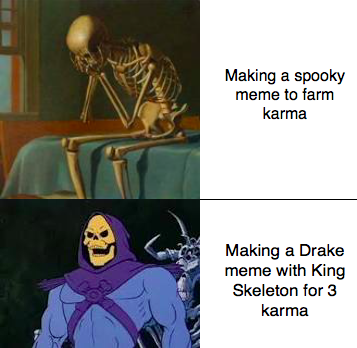 Making a spooky
meme to farm
karma
Making a Drake
meme with King
Skeleton for 3
karma